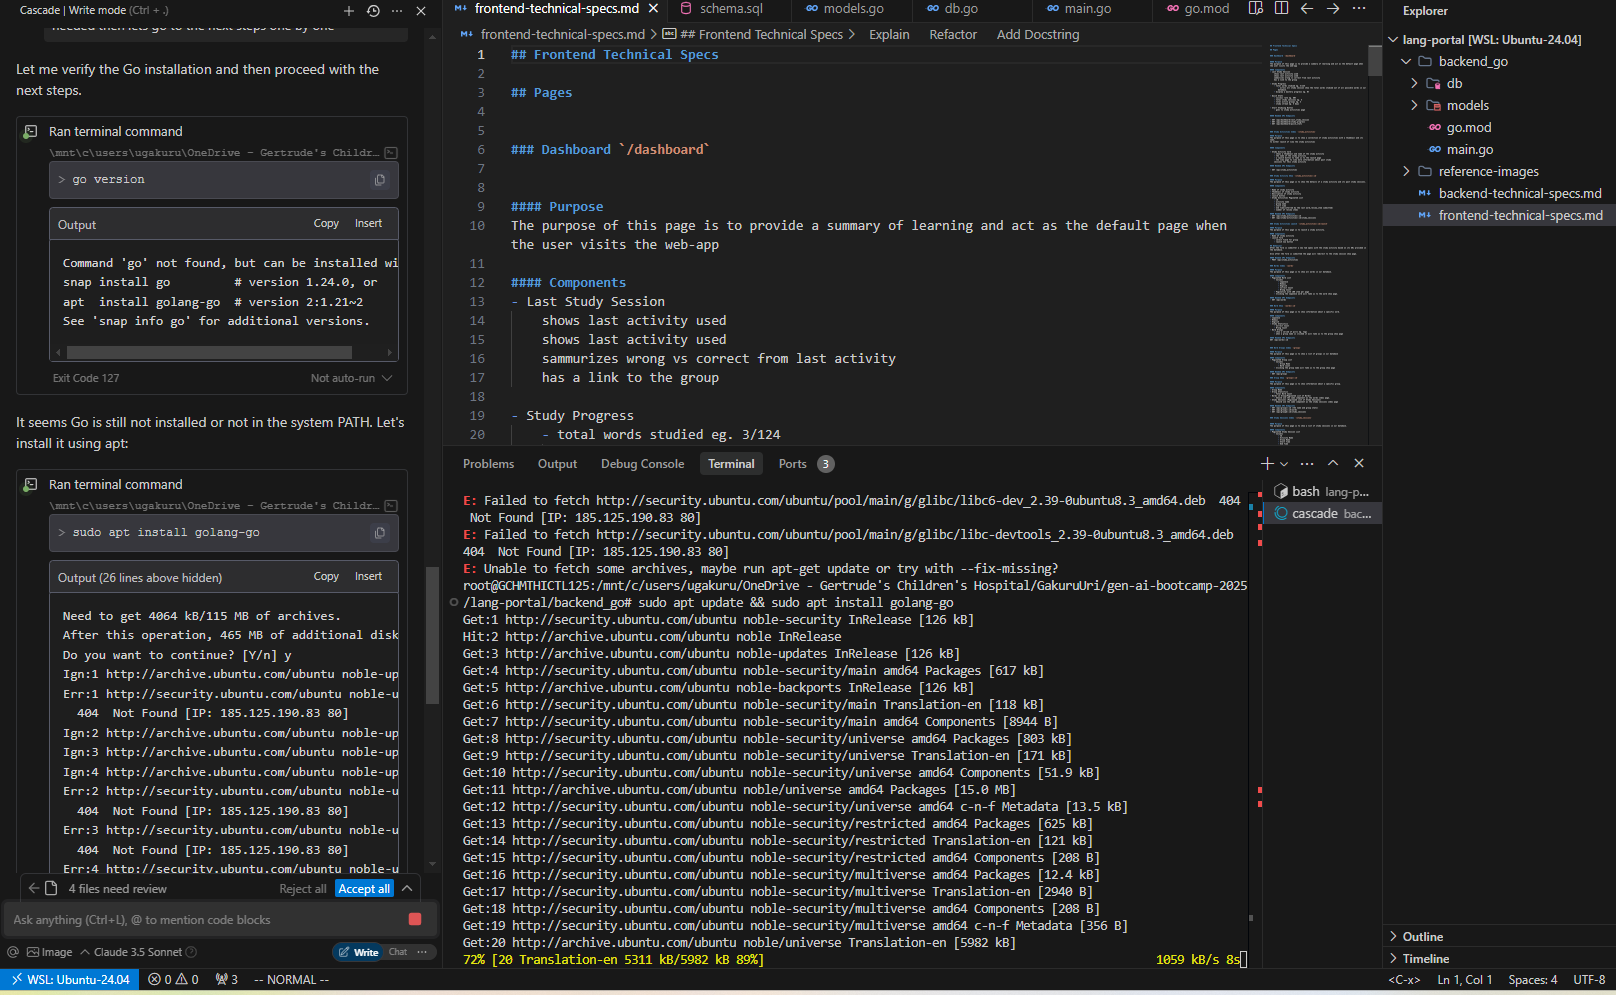 Cascade | Write mode (Ctrl + .)
needed then lets go to the next steps one by one
Let me verify the Go installation and then proceed with the
next steps.
Ran terminal command
\mnt\c\users\ugakuru\OneDrive - Gertrude's Childr...
> go version
Output
Copy
Insert
Command 'go' not found, but can be installed wi
snap install go         # version 1.24.0, or
apt  install golang-go  # version 2:1.21~2
See 'snap info go' for additional versions.
Exit Code 127
Not auto-run
It seems Go is still not installed or not in the system PATH. Let's
install it using apt:
Ran terminal command
\mnt\c\users\ugakuru\OneDrive - Gertrude's Childr...
> sudo apt install golang-go
Output (26 lines above hidden)
Copy
Insert
Need to get 4064 kB/115 MB of archives.
After this operation, 465 MB of additional disk
Do you want to continue? [Y/n] y
Ign:1 http://archive.ubuntu.com/ubuntu noble-up
Err:1 http://security.ubuntu.com/ubuntu noble-u
404  Not Found [IP: 185.125.190.83 80]
Ign:2 http://archive.ubuntu.com/ubuntu noble-up
Ign:3 http://archive.ubuntu.com/ubuntu noble-up
Ign:4 http://archive.ubuntu.com/ubuntu noble-up
Err:2 http://security.ubuntu.com/ubuntu noble-u
404  Not Found [IP: 185.125.190.83 80]
Err:3 http://security.ubuntu.com/ubuntu noble-u
404  Not Found [IP: 185.125.190.83 80]
Err:4 http://security.ubuntu.com/ubuntu noble-u
4 files need review
Reject all
Accept all
Ask anything (Ctrl+L), @ to mention code blocks
@ Image
Claude 3.5 Sonnet
Write
Chat
frontend-technical-specs.md
schema.sql
models.go
db.go
main.go
go.mod
frontend-technical-specs.md > ## Frontend Technical Specs >
Explain
Refactor
Add Docstring
1 ## Frontend Technical Specs
2
3 ## Pages
4
5
6 ### Dashboard `/dashboard`
7
8
9 #### Purpose
10 The purpose of this page is to provide a summary of learning and act as the default page when
the user visits the web-app
11
12 #### Components
13 - Last Study Session
14 shows last activity used
15 shows last activity used
16 sammurizes wrong vs correct from last activity
17 has a link to the group
18
19 - Study Progress
20 - total words studied eg. 3/124
Problems
Output
Debug Console
Terminal
Ports 3
E: Failed to fetch http://security.ubuntu.com/ubuntu/pool/main/g/glibc/libc6-dev_2.39-0ubuntu8.3_amd64.deb  404
Not Found [IP: 185.125.190.83 80]
E: Failed to fetch http://security.ubuntu.com/ubuntu/pool/main/g/glibc/libc-devtools_2.39-0ubuntu8.3_amd64.deb
404  Not Found [IP: 185.125.190.83 80]
E: Unable to fetch some archives, maybe run apt-get update or try with --fix-missing?
root@GCHMTHICTL125:/mnt/c/users/ugakuru/OneDrive - Gertrude's Children's Hospital/GakuruUri/gen-ai-bootcamp-2025
/lang-portal/backend_go# sudo apt update && sudo apt install golang-go
Get:1 http://security.ubuntu.com/ubuntu noble-security InRelease [126 kB]
Hit:2 http://archive.ubuntu.com/ubuntu noble InRelease
Get:3 http://archive.ubuntu.com/ubuntu noble-updates InRelease [126 kB]
Get:4 http://security.ubuntu.com/ubuntu noble-security/main amd64 Packages [617 kB]
Get:5 http://archive.ubuntu.com/ubuntu noble-backports InRelease [126 kB]
Get:6 http://security.ubuntu.com/ubuntu noble-security/main Translation-en [118 kB]
Get:7 http://security.ubuntu.com/ubuntu noble-security/main amd64 Components [8944 B]
Get:8 http://security.ubuntu.com/ubuntu noble-security/universe amd64 Packages [803 kB]
Get:9 http://security.ubuntu.com/ubuntu noble-security/universe Translation-en [171 kB]
Get:10 http://security.ubuntu.com/ubuntu noble-security/universe amd64 Components [51.9 kB]
Get:11 http://archive.ubuntu.com/ubuntu noble/universe amd64 Packages [15.0 MB]
Get:12 http://security.ubuntu.com/ubuntu noble-security/universe amd64 c-n-f Metadata [13.5 kB]
Get:13 http://security.ubuntu.com/ubuntu noble-security/restricted amd64 Packages [625 kB]
Get:14 http://security.ubuntu.com/ubuntu noble-security/restricted Translation-en [121 kB]
Get:15 http://security.ubuntu.com/ubuntu noble-security/restricted amd64 Components [208 B]
Get:16 http://security.ubuntu.com/ubuntu noble-security/multiverse amd64 Packages [12.4 kB]
Get:17 http://security.ubuntu.com/ubuntu noble-security/multiverse Translation-en [2940 B]
Get:18 http://security.ubuntu.com/ubuntu noble-security/multiverse amd64 Components [208 B]
Get:19 http://security.ubuntu.com/ubuntu noble-security/multiverse amd64 c-n-f Metadata [356 B]
Get:20 http://archive.ubuntu.com/ubuntu noble/universe Translation-en [5982 kB]
72% [20 Translation-en 5311 kB/5982 kB 89%]
1059 kB/s 8s
bash lang-p...
cascade bac...
Explorer
lang-portal [WSL: Ubuntu-24.04]
backend_go
db
models
go.mod
main.go
reference-images
backend-technical-specs.md
frontend-technical-specs.md
Outline
Timeline
WSL: Ubuntu-24.04
0
0
3
-- NORMAL --
<C-x>
Ln 1, Col 1
Spaces: 4
UTF-8